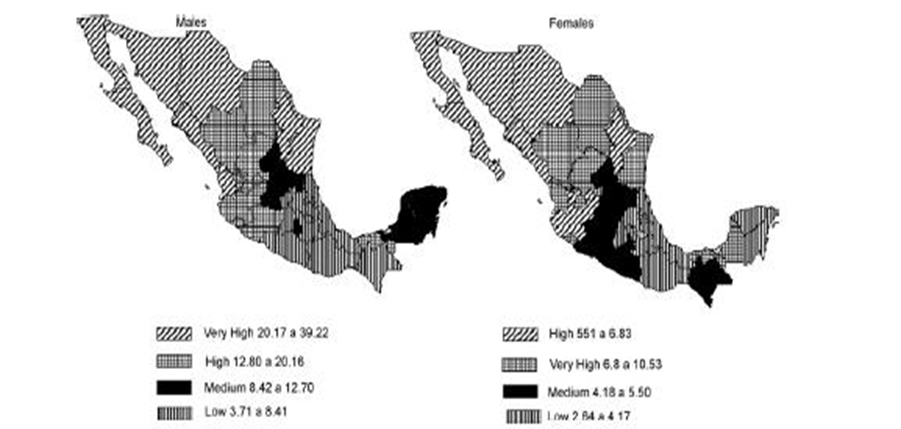 Males
Females
Very High 20.17 a 39.22
High 12.80 a 20.16
Medium 8.42 a 12.70
Low 3.71 a 8.41
High 551 a 6.83
Very High 6.8 a 10.53
Medium 4.18 a 5.50
Low 2.64 a 4.17